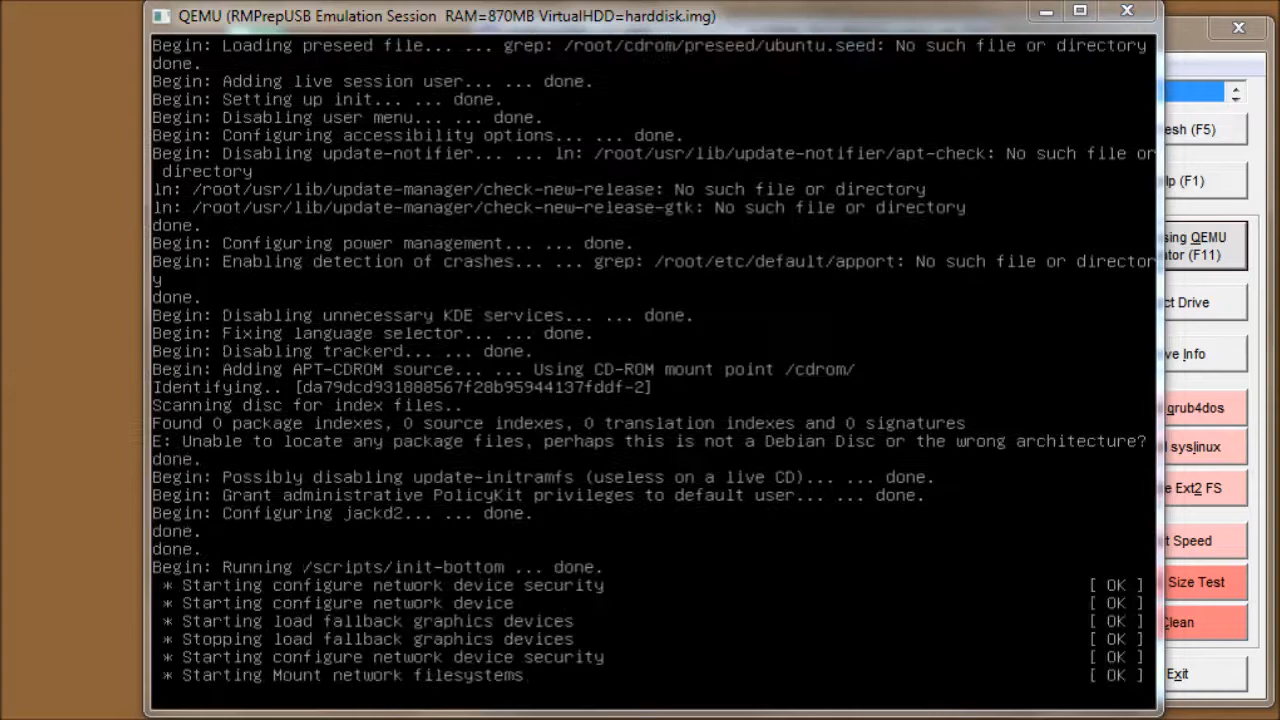 QEMU (RMPrepUSB Emulation Session RAM=870MB VirtualHDD=harddisk.img)
Begin: Loading preseed file... ... grep: /root/cdrom/preseed/ubuntu.seed: No such file or directory
done.
Begin: Adding live session user... ... done.
Begin: Setting up init... ... done.
Begin: Disabling user menu... ... done.
Begin: Configuring accessibility options... ... done.
Begin: Disabling update-notifier... ... ln: /root/usr/lib/update-notifier/apt-check: No such file or
directory
ln: /root/usr/lib/update-manager/check-new-release: No such file or directory
ln: /root/usr/lib/update-manager/check-new-release-gtk: No such file or directory
done.
Begin: Configuring power management... ... done.
Begin: Enabling detection of crashes... ... grep: /root/etc/default/apport: No such file or director
y
done.
Begin: Disabling unnecessary KDE services... ... done.
Begin: Fixing language selector... ... done.
Begin: Disabling trackerd... ... done.
Begin: Adding APT-CDROM source... ... Using CD-ROM mount point /cdrom/
Identifying.. [da79dcd931888567f28b95944137fddf-2]
Scanning disc for index files..
Found 0 package indexes, 0 source indexes, 0 translation indexes and 0 signatures
E: Unable to locate any package files, perhaps this is not a Debian Disc or the wrong architecture?
done.
Begin: Possibly disabling update-initramfs (useless on a live CD)... ... done.
Begin: Grant administrative PolicyKit privileges to default user... ... done.
Begin: Configuring jackd2... ... done.
done.
done.
Begin: Running /scripts/init-bottom ... done.
* Starting configure network device security [ OK ]
* Starting configure network device [ OK ]
* Starting load fallback graphics devices [ OK ]
* Stopping load fallback graphics devices [ OK ]
* Starting configure network device security [ OK ]
* Starting Mount network filesystems [ OK ]
esh (F5)
lp (F1)
sing QEMU
ator (F11)
ct Drive
ve Info
grub4dos
l syslinux
e Ext2 FS
t Speed
Size Test
Clean
Exit